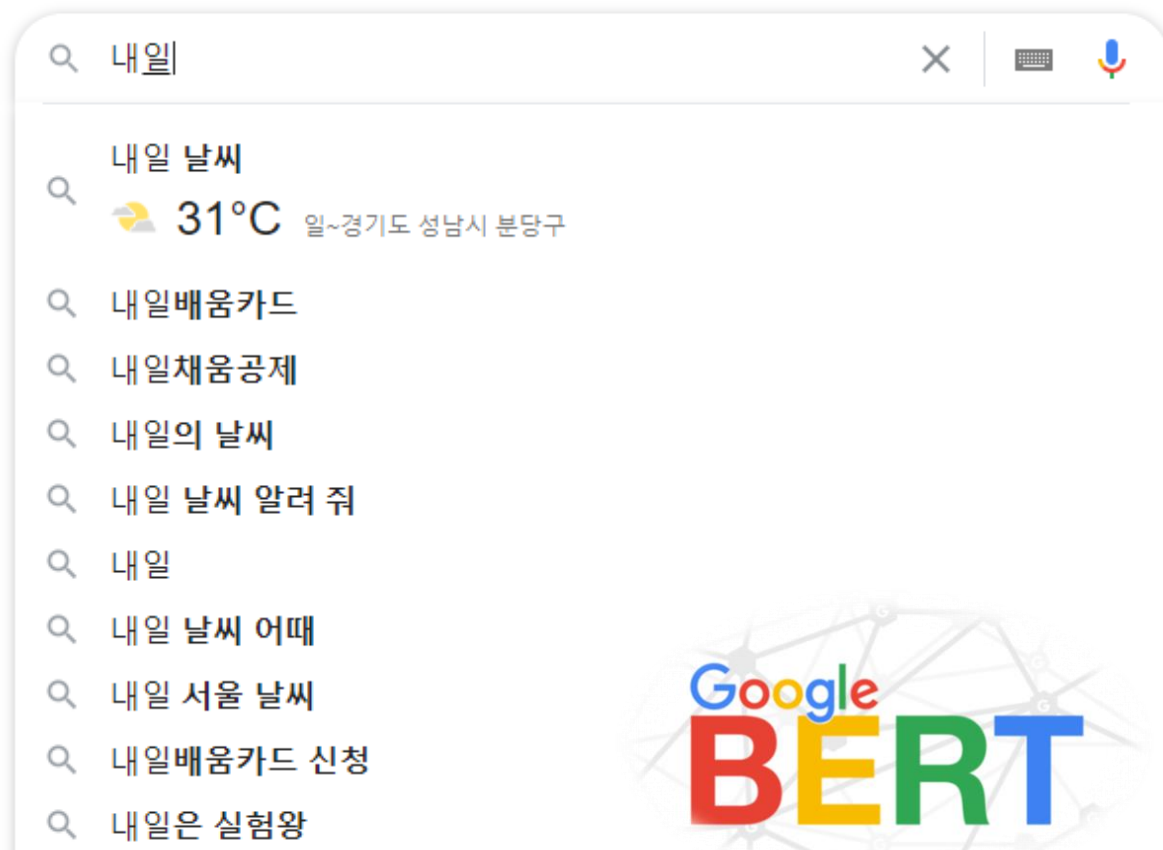 내일
내일 날씨
31°C 일~경기도 성남시 분당구
내일배움카드
내일채움공제
내일의 날씨
내일 날씨 알려 줘
내일
내일 날씨 어때
내일 서울 날씨
내일배움카드 신청
내일은 실험왕
Google
BERT